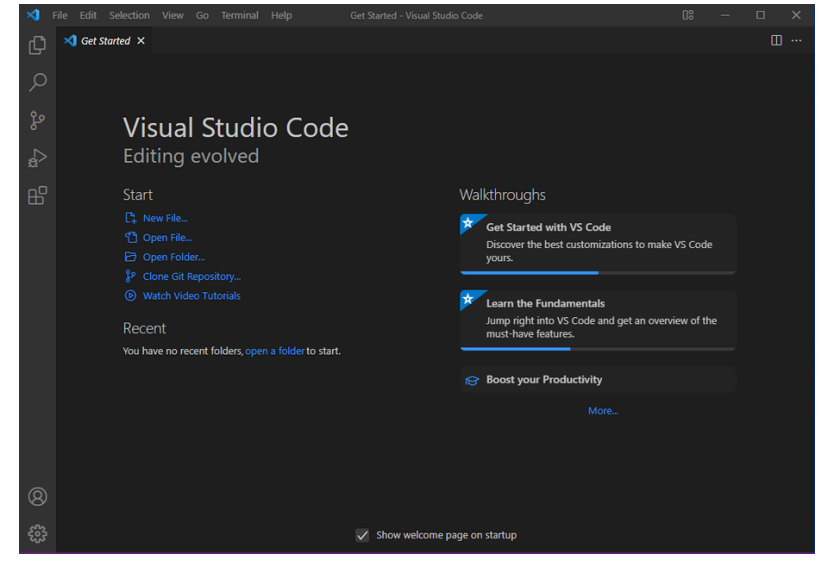 File Edit Selection View Go Terminal Help Get Started - Visual Studio Code
Get Started
Visual Studio Code
Editing evolved
Start
New File...
Open File...
Open Folder...
Clone Git Repository...
Watch Video Tutorials
Recent
You have no recent folders, open a folder to start.
Walkthroughs
Get Started with VS Code
Discover the best customizations to make VS Code
yours.
Learn the Fundamentals
Jump right into VS Code and get an overview of the
must-have features.
Boost your Productivity
More...
Show welcome page on startup